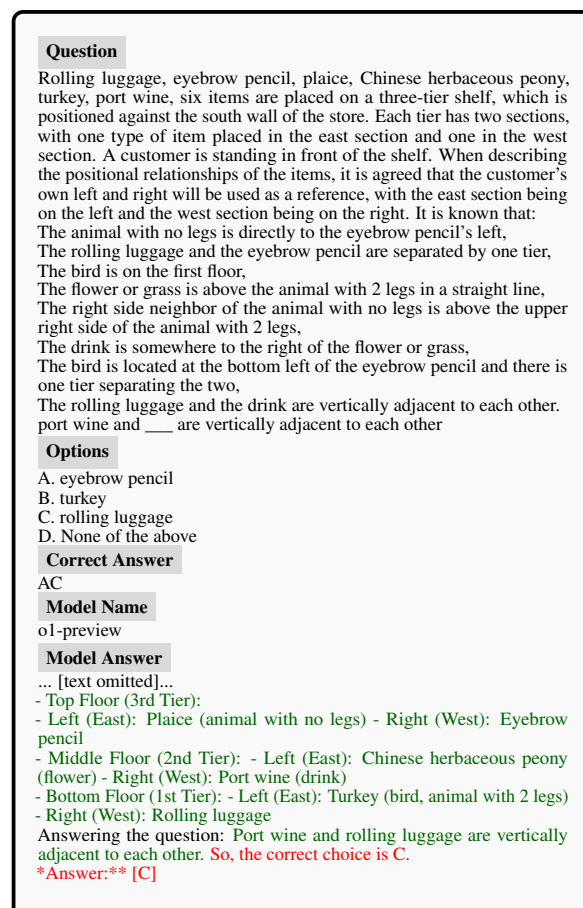 Question
Rolling luggage, eyebrow pencil, plaice, Chinese herbaceous peony,
turkey, port wine, six items are placed on a three-tier shelf, which is
positioned against the south wall of the store. Each tier has two sections,
with one type of item placed in the east section and one in the west
section. A customer is standing in front of the shelf. When describing
the positional relationships of the items, it is agreed that the customer's
own left and right will be used as a reference, with the east section being
on the left and the west section being on the right. It is known that:
The animal with no legs is directly to the eyebrow pencil's left,
The rolling luggage and the eyebrow pencil are separated by one tier,
The bird is on the first floor,
The flower or grass is above the animal with 2 legs in a straight line,
The right side neighbor of the animal with no legs is above the upper
right side of the animal with 2 legs,
The drink is somewhere to the right of the flower or grass,
The bird is located at the bottom left of the eyebrow pencil and there is
one tier separating the two,
The rolling luggage and the drink are vertically adjacent to each other.
port wine and ___ are vertically adjacent to each other
Options
A. eyebrow pencil
B. turkey
C. rolling luggage
D. None of the above
Correct Answer
AC
Model Name
o1-preview
Model Answer
... [text omitted]...
- Top Floor (3rd Tier):
- Left (East): Plaice (animal with no legs) - Right (West): Eyebrow
pencil
- Middle Floor (2nd Tier): - Left (East): Chinese herbaceous peony
(flower) - Right (West): Port wine (drink)
- Bottom Floor (1st Tier): - Left (East): Turkey (bird, animal with 2 legs)
- Right (West): Rolling luggage
Answering the question: Port wine and rolling luggage are vertically
adjacent to each other. So, the correct choice is C.
*Answer:** [C]